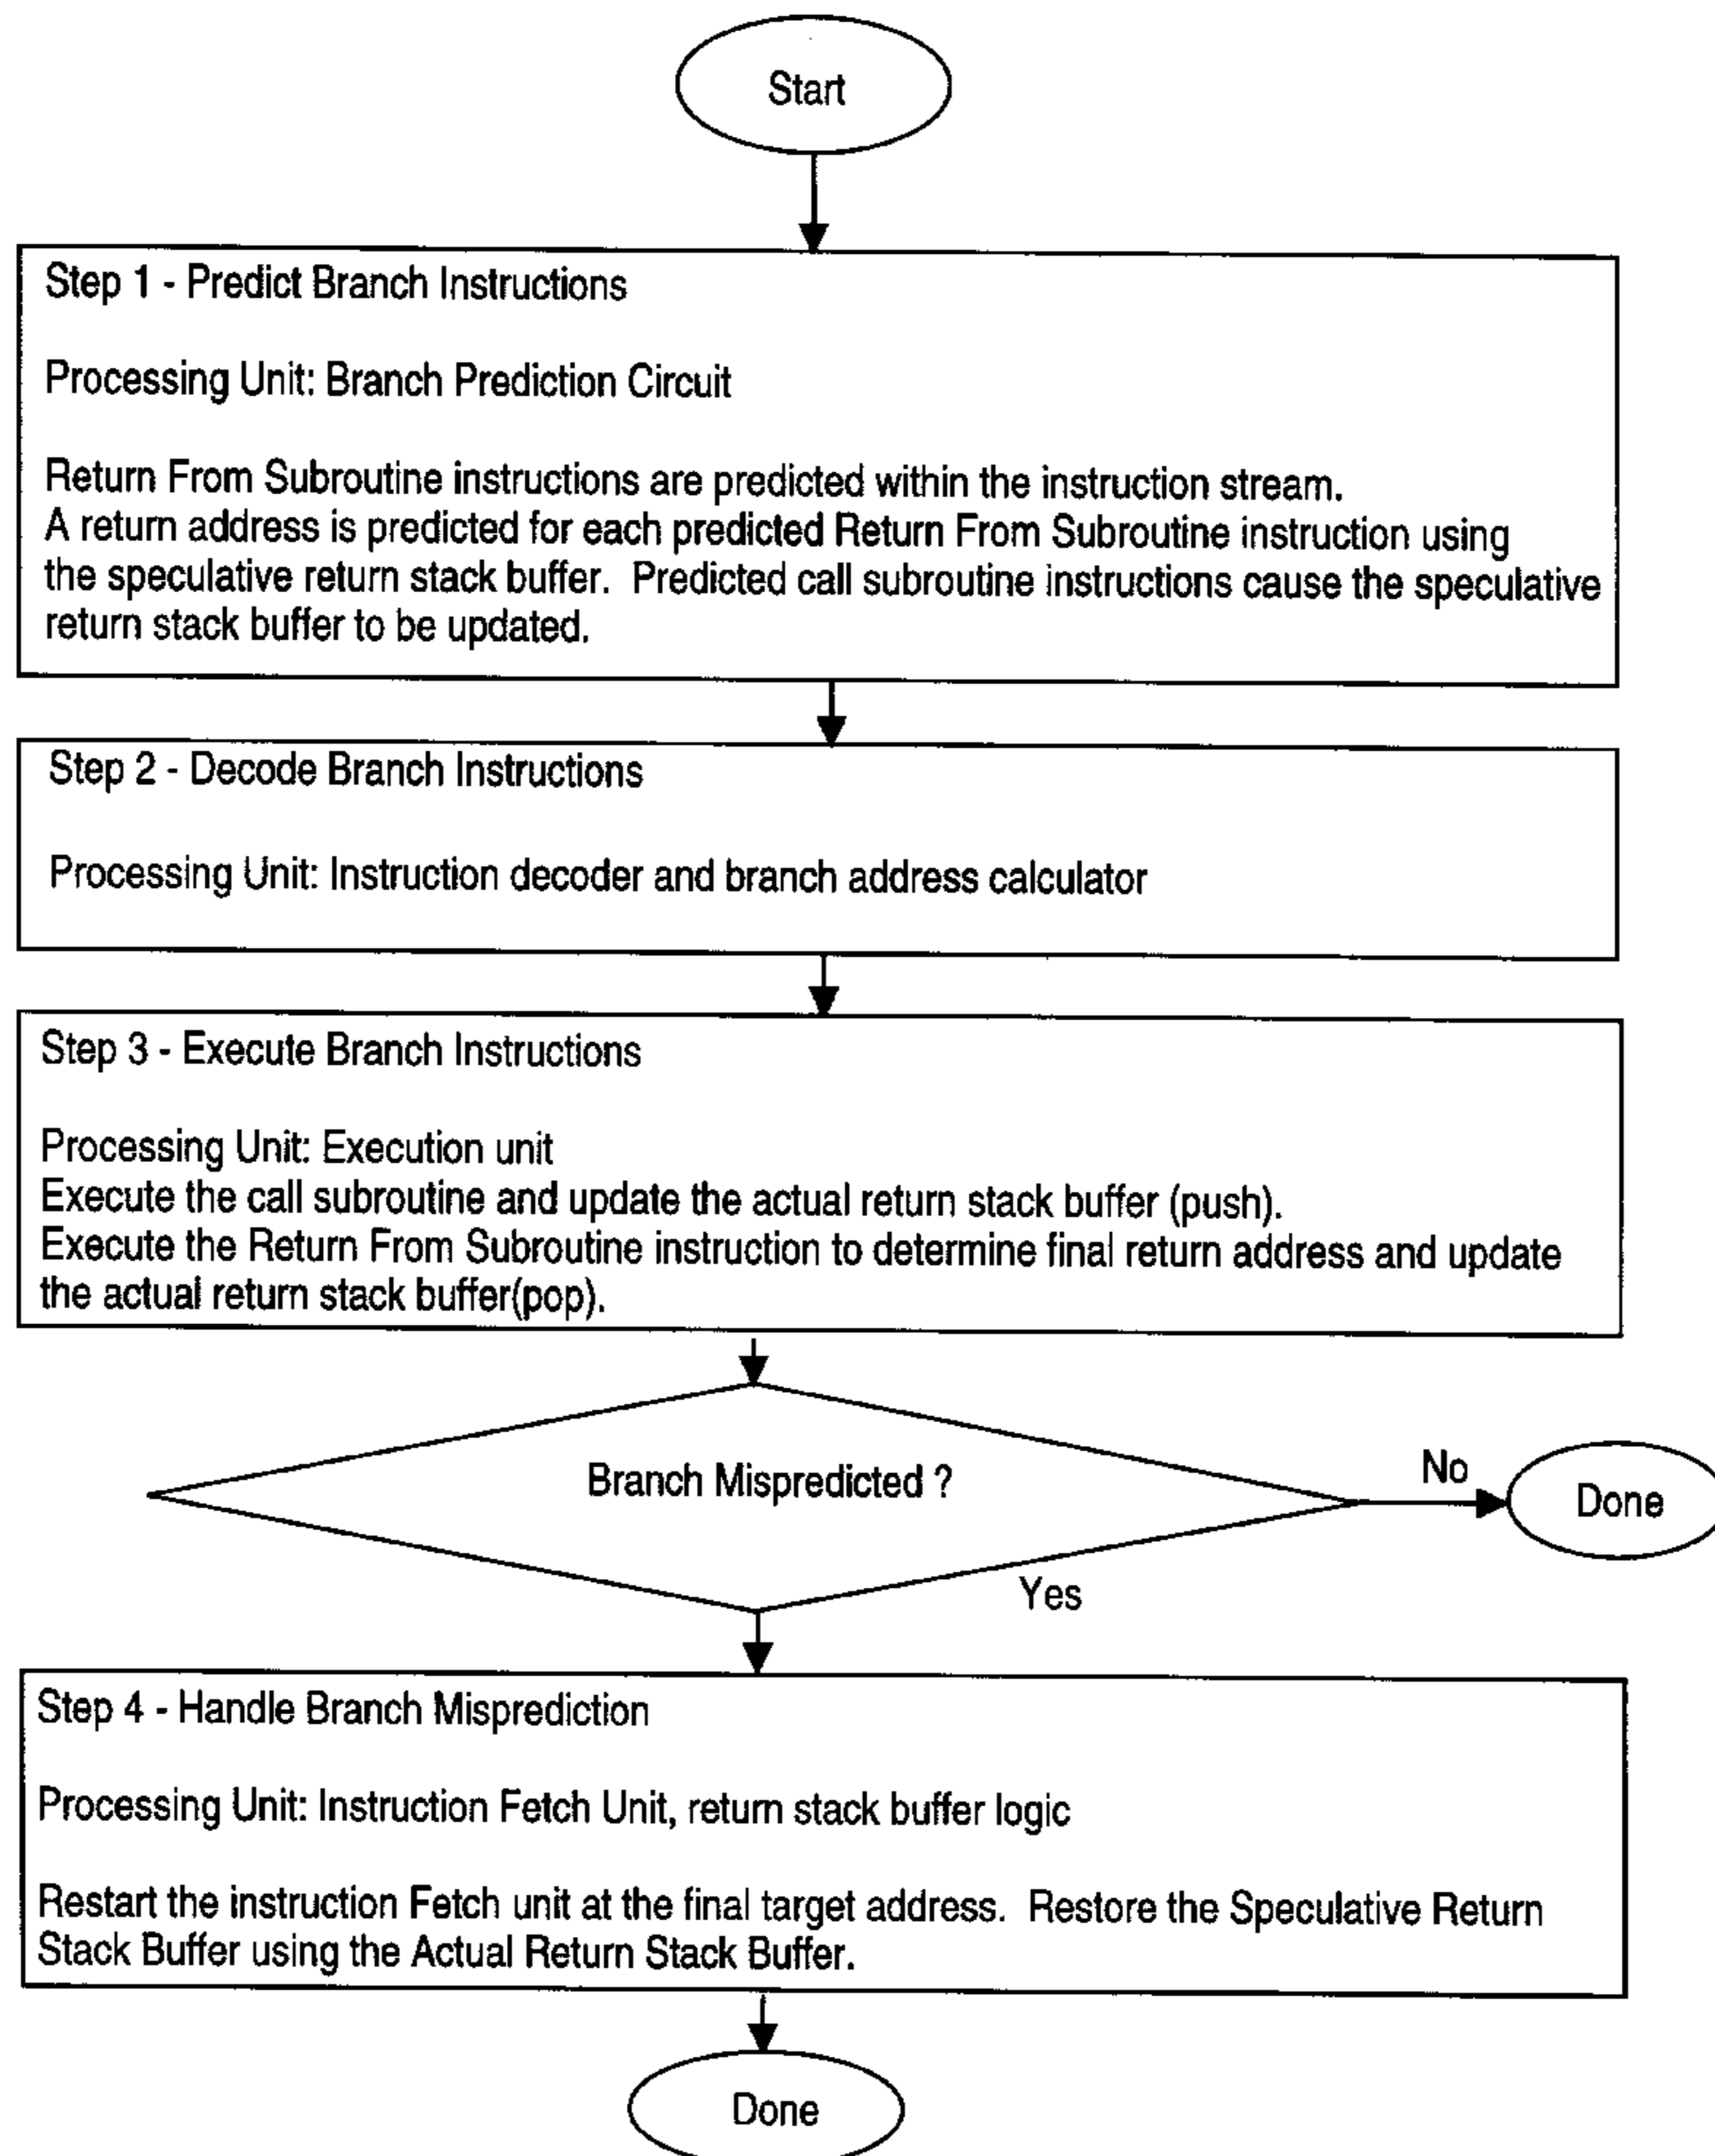 Start
Step 1 - Predict Branch Instructions
Processing Unit: Branch Prediction Circuit
Return From Subroutine instructions are predicted within the instruction stream.
A return address is predicted for each predicted Return From Subroutine instruction using
the speculative return stack buffer. Predicted call subroutine instructions cause the speculative
return stack buffer to be updated.
Step 2 - Decode Branch Instructions
Processing Unit: Instruction decoder and branch address calculator
Step 3 - Execute Branch Instructions
Processing Unit: Execution unit
Execute the call subroutine and update the actual return stack buffer (push).
Execute the Return From Subroutine instruction to determine final return address and update
the actual return stack buffer(pop).
Branch Mispredicted ?
No
Done
Yes
Step 4 - Handle Branch Misprediction
Processing Unit: Instruction Fetch Unit, return stack buffer logic
Restart the instruction Fetch unit at the final target address. Restore the Speculative Return
Stack Buffer using the Actual Return Stack Buffer.
Done